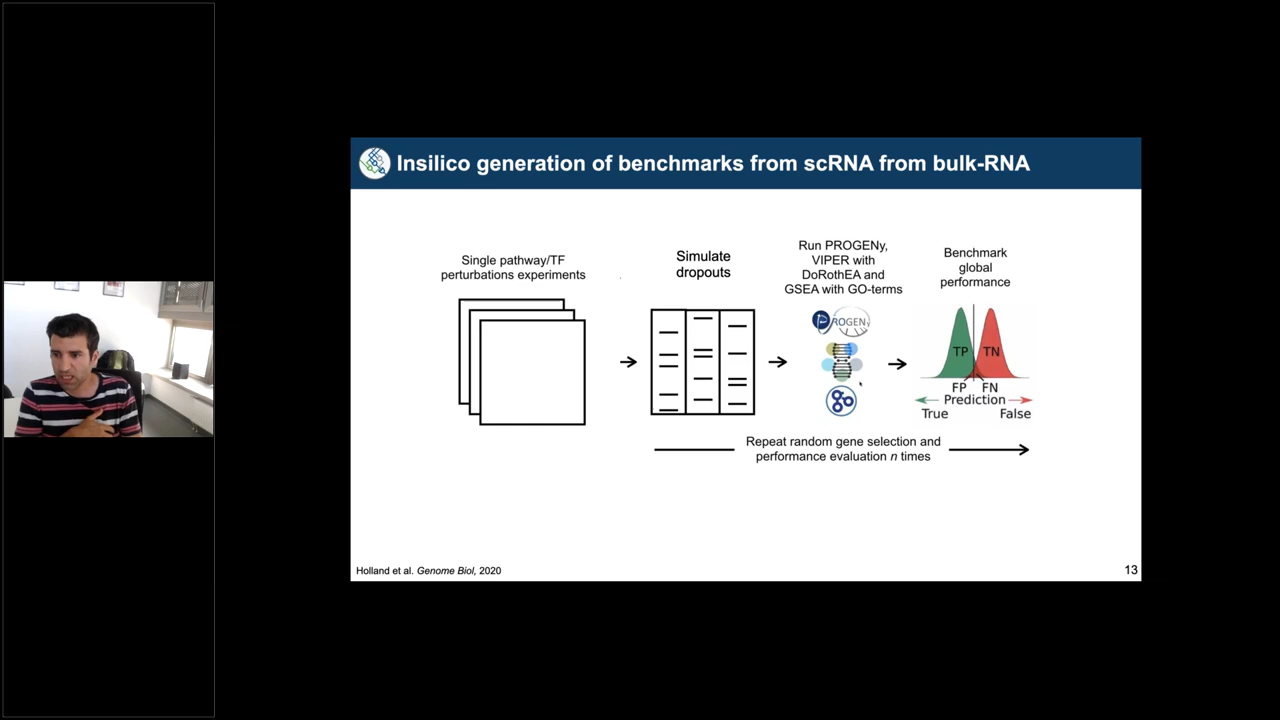 Insilico generation of benchmarks from scRNA from bulk-RNA
Single pathway/TF
perturbations experiments
Simulate
dropouts
Run PROGENy,
VIPER with
DoRothEA and
GSEA with GO-terms
Benchmark
global
performance
PROGENy
TP
TN
FP
FN
Prediction
True
False
Repeat random gene selection and
performance evaluation n times
Holland et al. Genome Biol, 2020
13